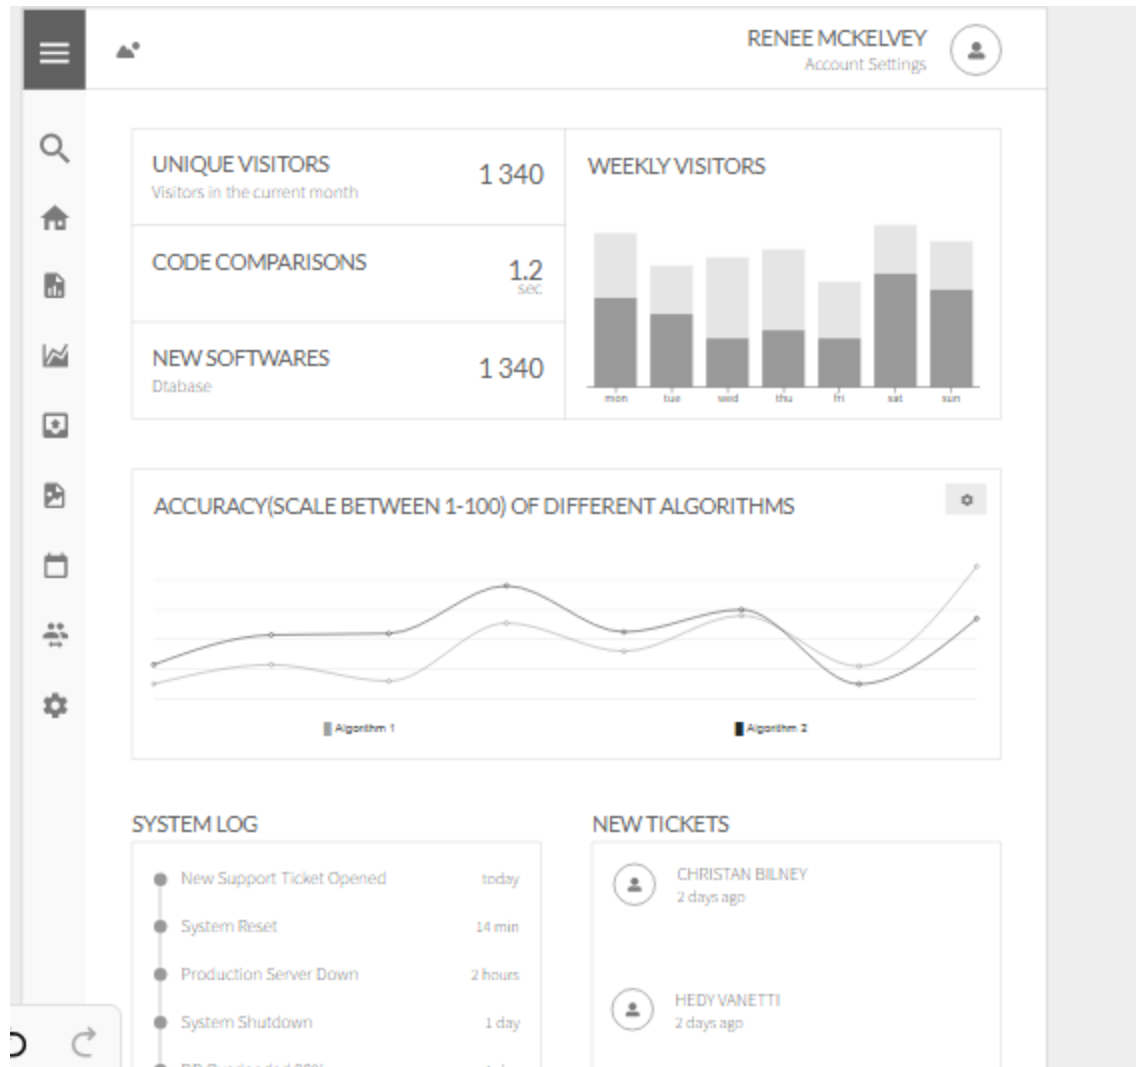 RENEE MCKELVEY
Account Settings
UNIQUE VISITORS
Visitors in the current month
1 340
CODE COMPARISONS
1.2
sec
NEW SOFTWARES
Dtabase
1 340
WEEKLY VISITORS
mon tue wed thu fri sat sun
ACCURACY(SCALE BETWEEN 1-100) OF DIFFERENT ALGORITHMS
Algorithm 1
Algorithm 2
SYSTEM LOG
New Support Ticket Opened today
System Reset 14 min
Production Server Down 2 hours
System Shutdown 1 day
NEW TICKETS
CHRISTAN BILNEY
2 days ago
HEDY VANETTI
2 days ago